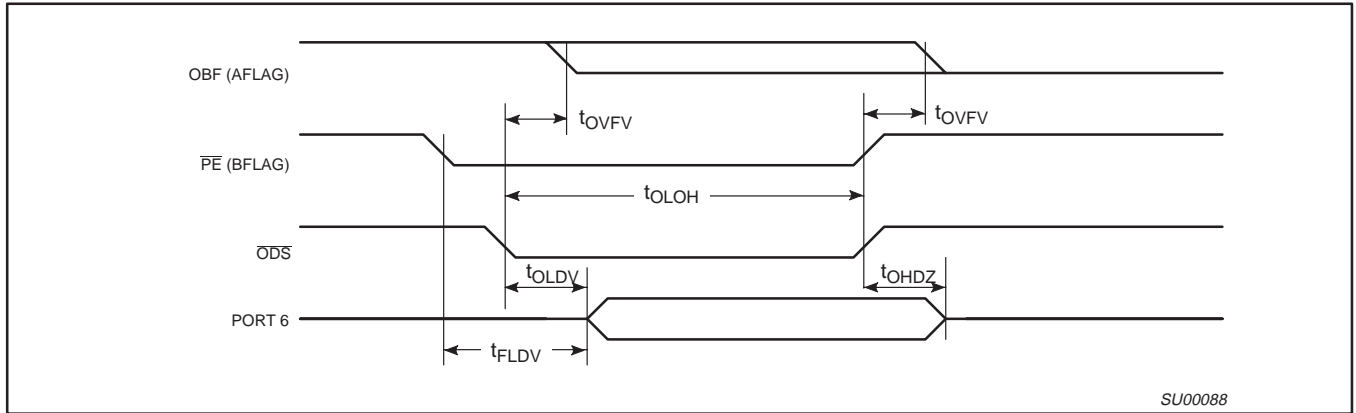 OBF (AFLAG)
tOVFV
tOVFV
PE (BFLAG)
tOLOH
ODS
tOLDV
tOHDZ
PORT 6
tFLDV
SU00088